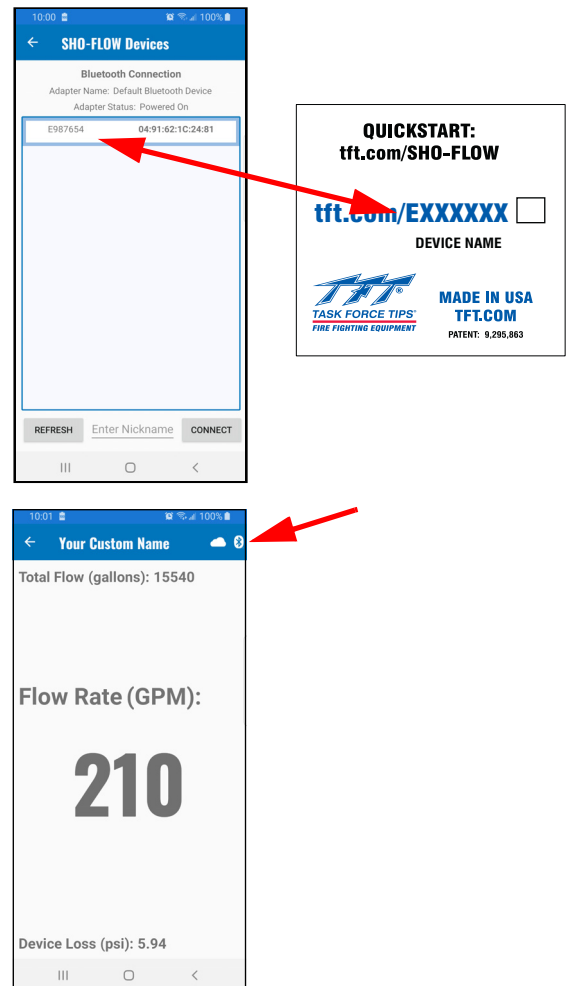 10:00 100%
SHO-FLOW Devices
Bluetooth Connection
Adapter Name: Default Bluetooth Device
Adapter Status: Powered On
E987654 04:91:62:1C:24:81
REFRESH Enter Nickname CONNECT
QUICKSTART:
tft.com/SHO-FLOW
tft.com/EXXXXXX
DEVICE NAME
TFT®
TASK FORCE TIPS®
FIRE FIGHTING EQUIPMENT
MADE IN USA
TFT.COM
PATENT: 9,295,863
10:01 100%
Your Custom Name
Total Flow (gallons): 15540
Flow Rate (GPM):
210
Device Loss (psi): 5.94